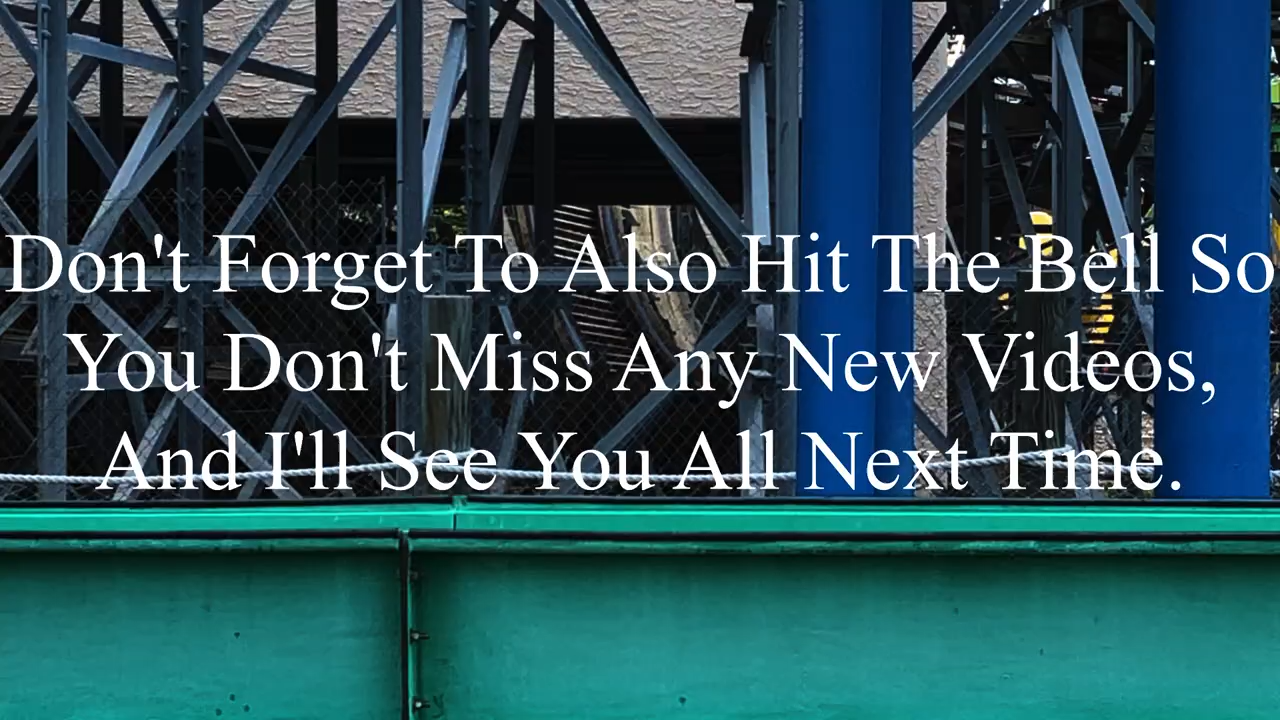 Don't Forget To Also Hit The Bell So
You Don't Miss Any New Videos,
And I'll See You All Next Time.